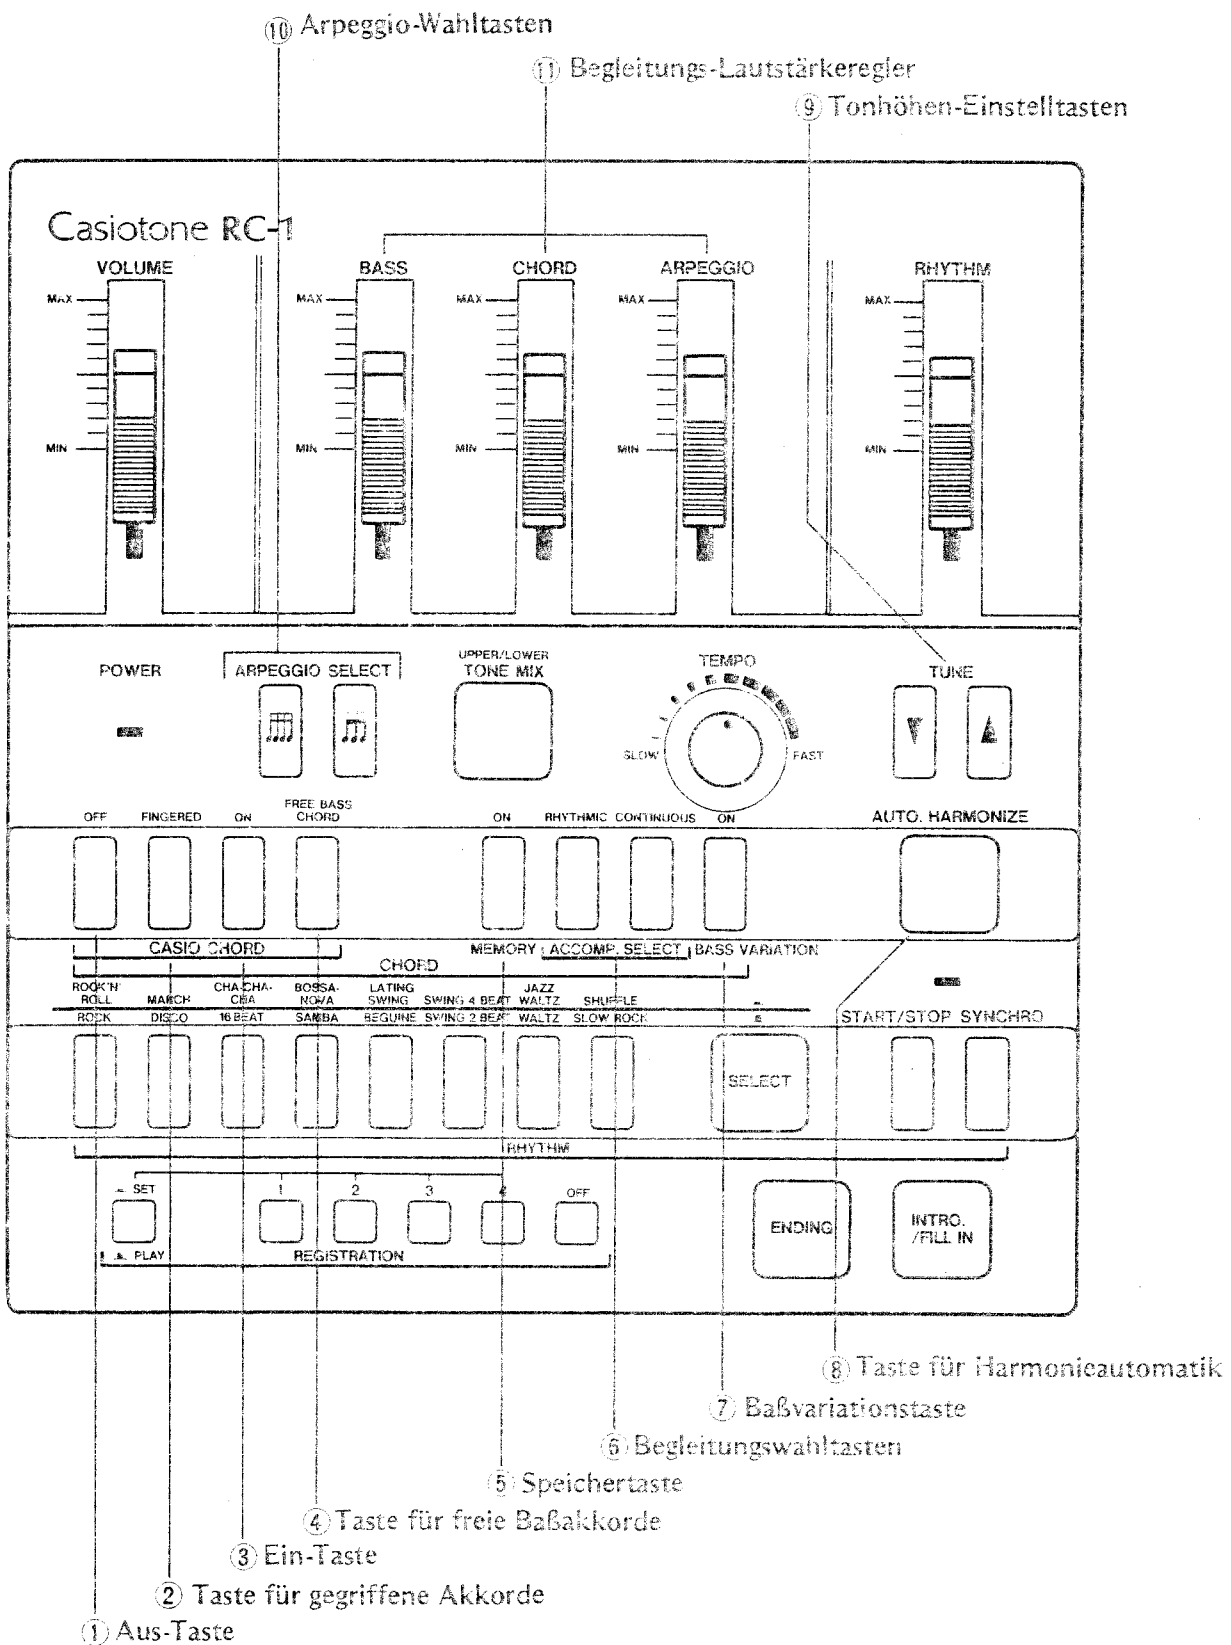 ⑩ Arpeggio-Wahltasten
⑪ Begleitungs-Lautstärkeregler
⑨ Tonhöhen-Einstelltasten
Casiotone RC-1
VOLUME BASS CHORD ARPEGGIO RHYTHM
MAX MAX MAX MAX MAX
MIN MIN MIN MIN MIN
POWER ARPEGGIO SELECT UPPER/LOWER TONE MIX TEMPO TUNE
SLOW FAST
OFF FINGERED ON FREE BASS CHORD ON RHYTHMIC CONTINUOUS ON AUTO. HARMONIZE
CASIO CHORD MEMORY ACCOMP. SELECT BASS VARIATION
CHORD
ROCK'N' ROLL MARCH CHA-CHA-CHA BOSSA-NOVA LATING SWING SWING 4 BEAT JAZZ WALTZ SHUFFLE
ROCK DISCO 16 BEAT SAMBA BEGUINE SWING 2 BEAT WALTZ SLOW ROCK START/STOP SYNCHRO
SELECT
RHYTHM
SET 1 2 3 4 OFF
PLAY REGISTRATION
ENDING
INTRO.
/FILL IN
⑧ Taste für Harmonieautomatik
⑦ Baßvariationstaste
⑥ Begleitungswahltasten
⑤ Speichertaste
④ Taste für freie Baßakkorde
③ Ein-Taste
② Taste für gegriffene Akkorde
① Aus-Taste